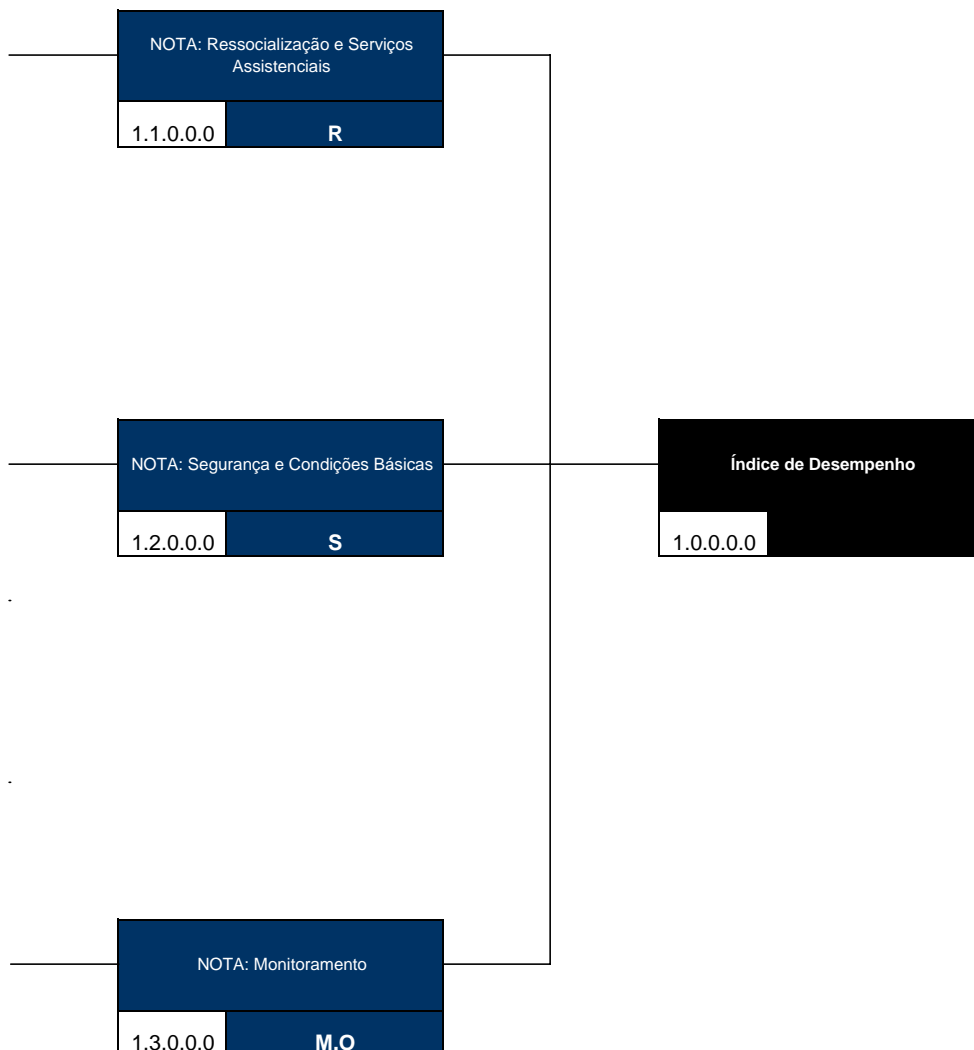 NOTA: Ressocialização e Serviços
Assistenciais
1.1.0.0.0
R
NOTA: Segurança e Condições Básicas
1.2.0.0.0
S
Índice de Desempenho
1.0.0.0.0
NOTA: Monitoramento
1.3.0.0.0
M.O